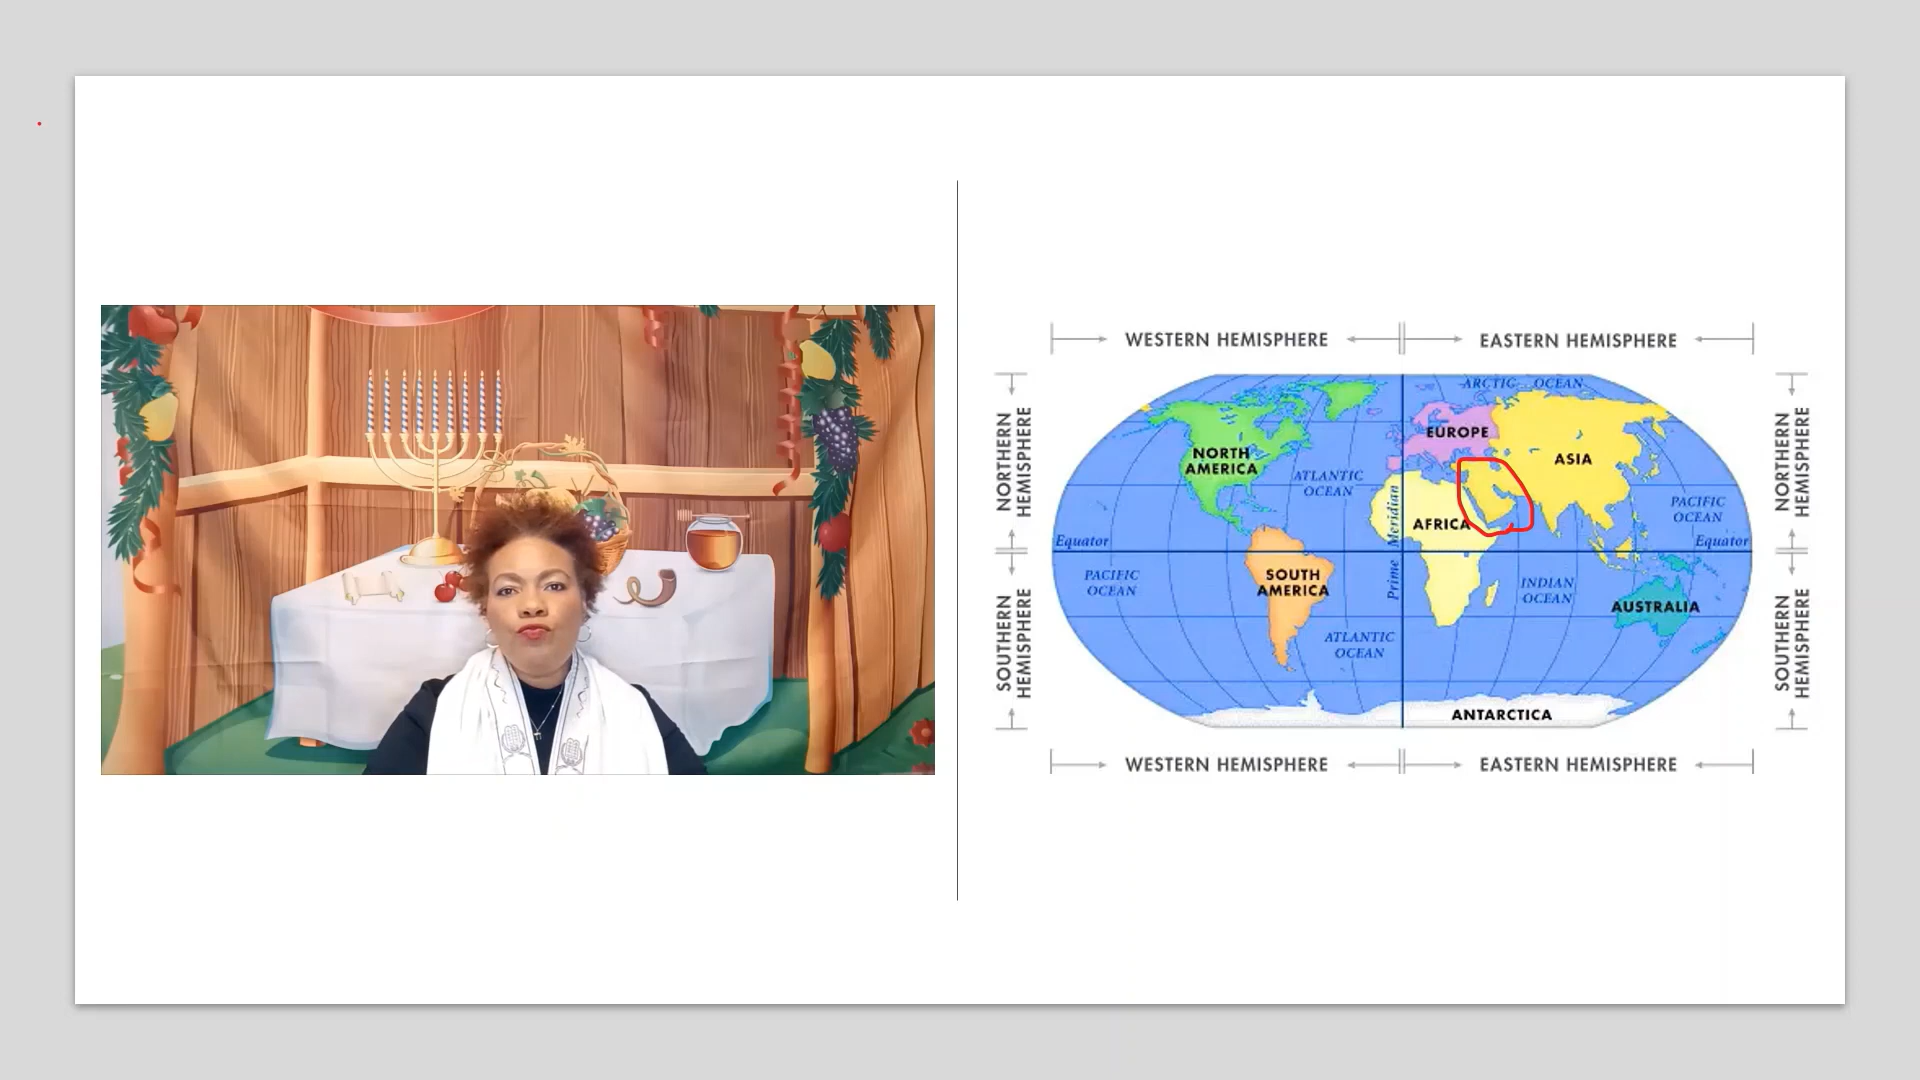 WESTERN HEMISPHERE
EASTERN HEMISPHERE
NORTHERN
HEMISPHERE
SOUTHERN
HEMISPHERE
ARCTIC OCEAN
NORTH
AMERICA
EUROPE
ASIA
ATLANTIC
OCEAN
PACIFIC
OCEAN
AFRICA
Prime Meridian
Equator
Equator
PACIFIC
OCEAN
SOUTH
AMERICA
INDIAN
OCEAN
AUSTRALIA
ATLANTIC
OCEAN
ANTARCTICA
NORTHERN
HEMISPHERE
SOUTHERN
HEMISPHERE
WESTERN HEMISPHERE
EASTERN HEMISPHERE